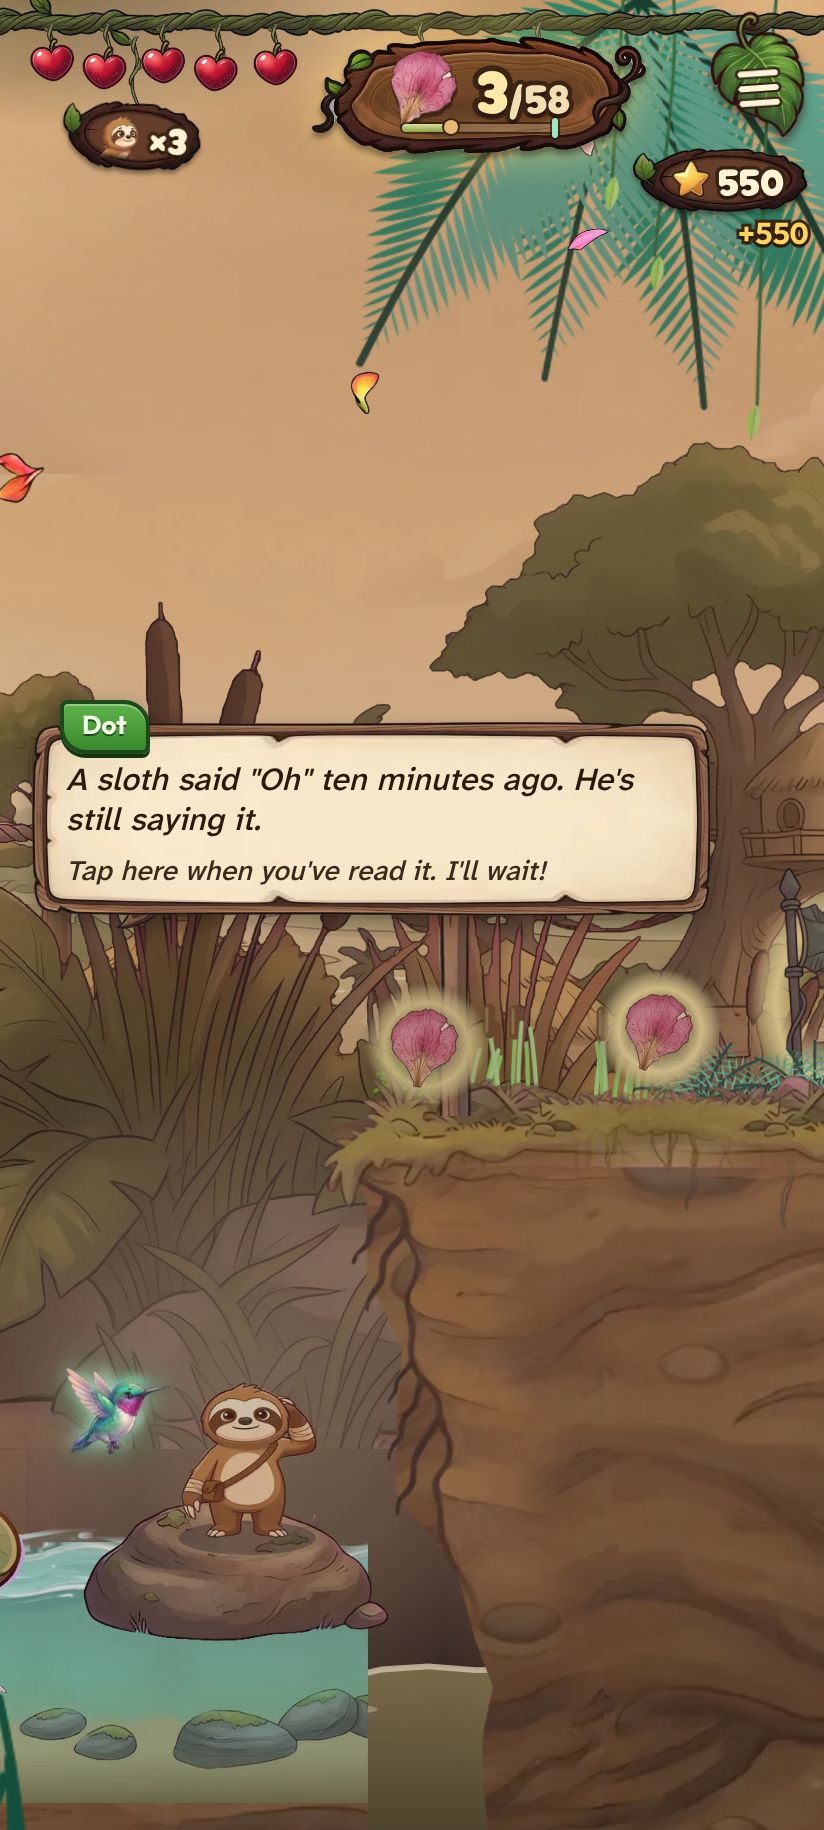 ×3
3/58
550
+550
Dot
A sloth said "Oh" ten minutes ago. He's
still saying it.
Tap here when you've read it. I'll wait!